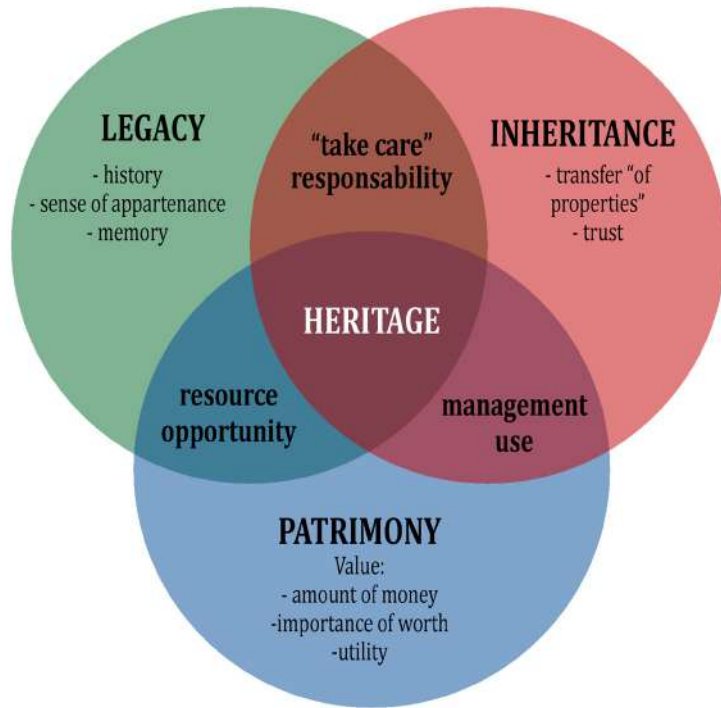 LEGACY
- history
- sense of appartenance
- memory
"take care"
responsability
INHERITANCE
- transfer "of
properties"
- trust
HERITAGE
resource
opportunity
management
use
PATRIMONY
Value:
- amount of money
-importance of worth
-utility